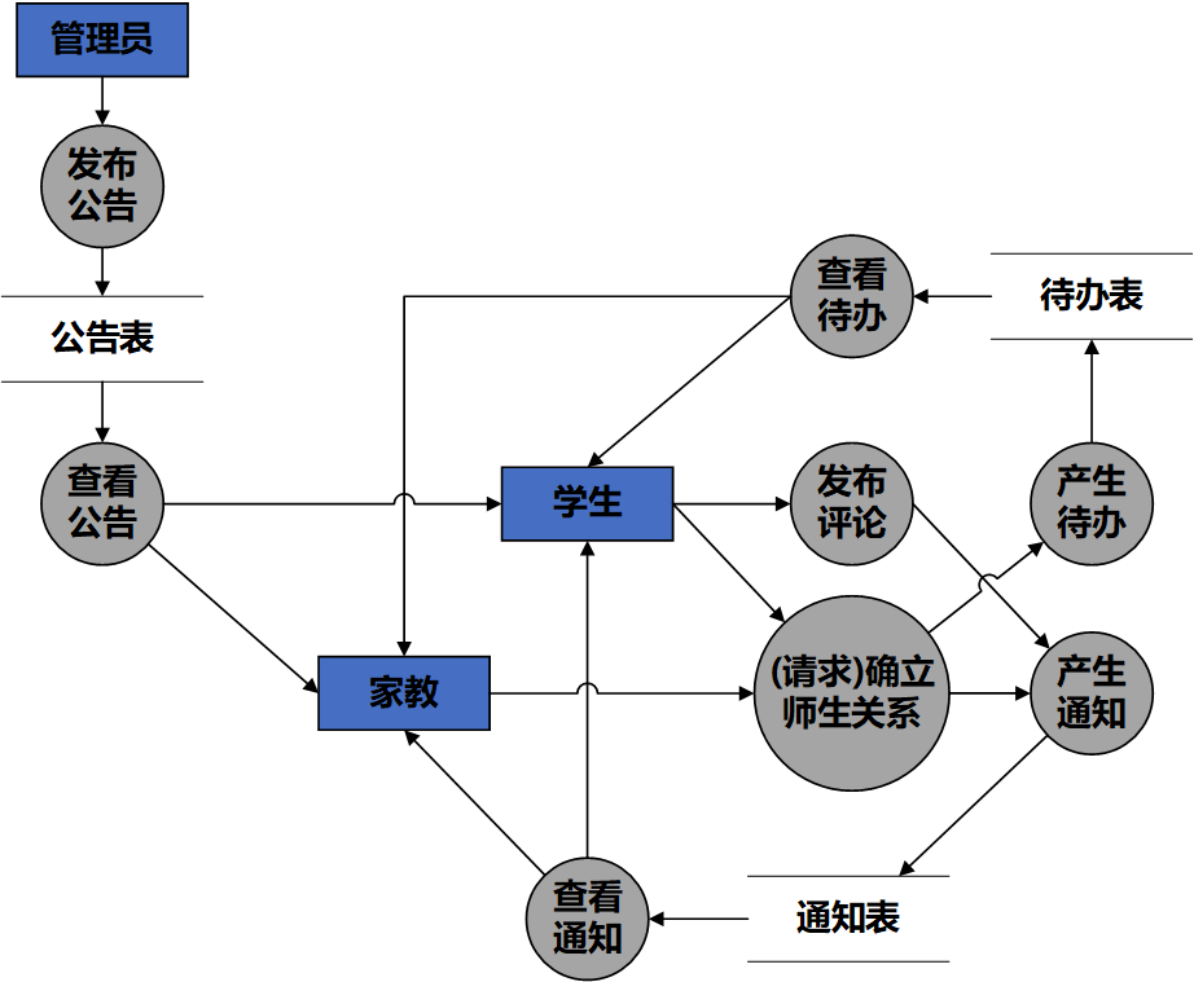 管理员
发布
公告
公告表
查看
公告
查看
待办
待办表
学生
发布
评论
产生
待办
家教
(请求)确立
师生关系
产生
通知
查看
通知
通知表